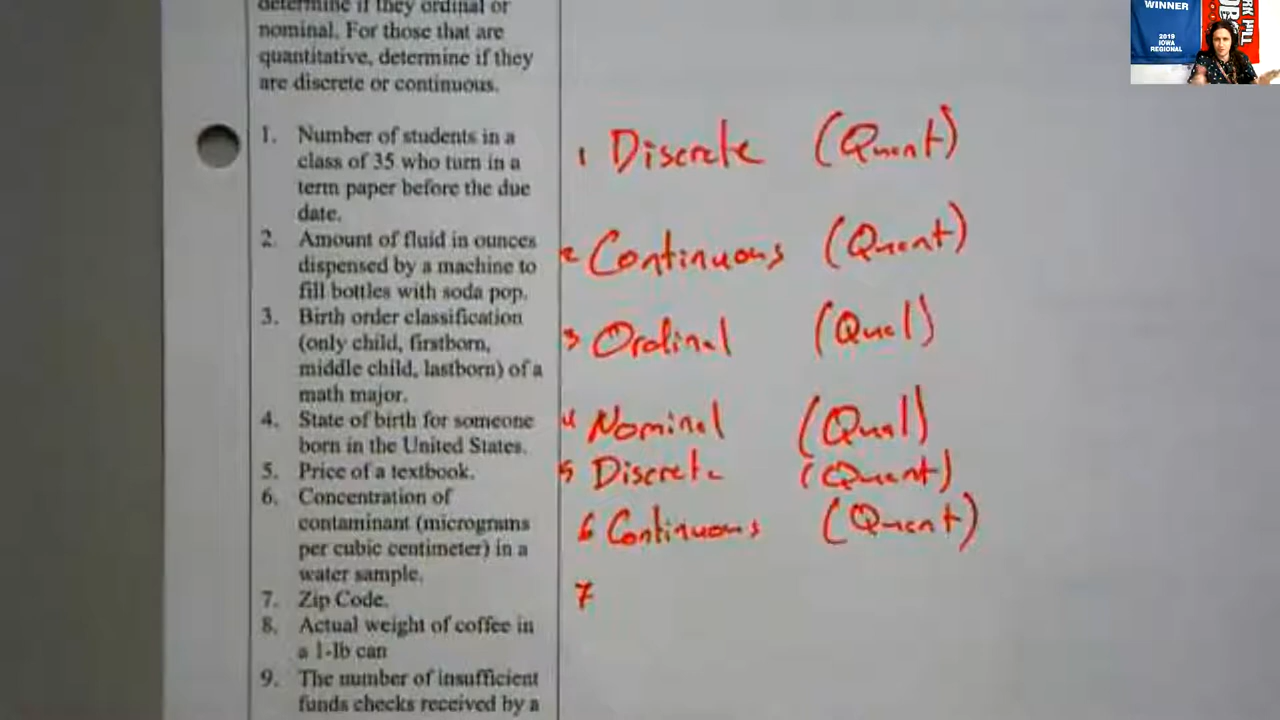 determine if they ordinal or
nominal. For those that are
quantitative, determine if they
are discrete or continuous.
1. Number of students in a
class of 35 who turn in a
term paper before the due
date.
2. Amount of fluid in ounces
dispensed by a machine to
fill bottles with soda pop.
3. Birth order classification
(only child, firstborn,
middle child, lastborn) of a
math major.
4. State of birth for someone
born in the United States.
5. Price of a textbook.
6. Concentration of
contaminant (micrograms
per cubic centimeter) in a
water sample.
7. Zip Code.
8. Actual weight of coffee in
a 1-lb can
9. The number of insufficient
funds checks received by a
1 Discrete (Quant)
2 Continuous (Quant)
3 Ordinal (Qual)
4 Nominal (Qual)
5 Discrete (Quant)
6 Continuous (Quant)
7
WINNER
2019
IOWA
REGIONAL